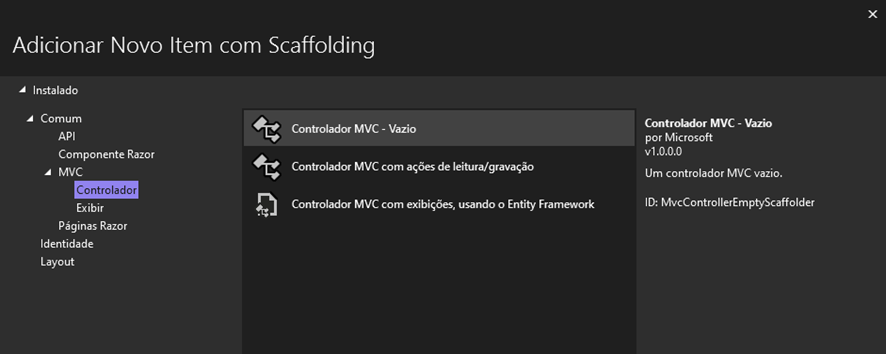 Adicionar Novo Item com Scaffolding
Instalado
Comum
API
Componente Razor
MVC
Controlador
Exibir
Páginas Razor
Identidade
Layout
Controlador MVC - Vazio
Controlador MVC com ações de leitura/gravação
Controlador MVC com exibições, usando o Entity Framework
Controlador MVC - Vazio
por Microsoft
v1.0.0.0
Um controlador MVC vazio.
ID: MvcControllerEmptyScaffolder